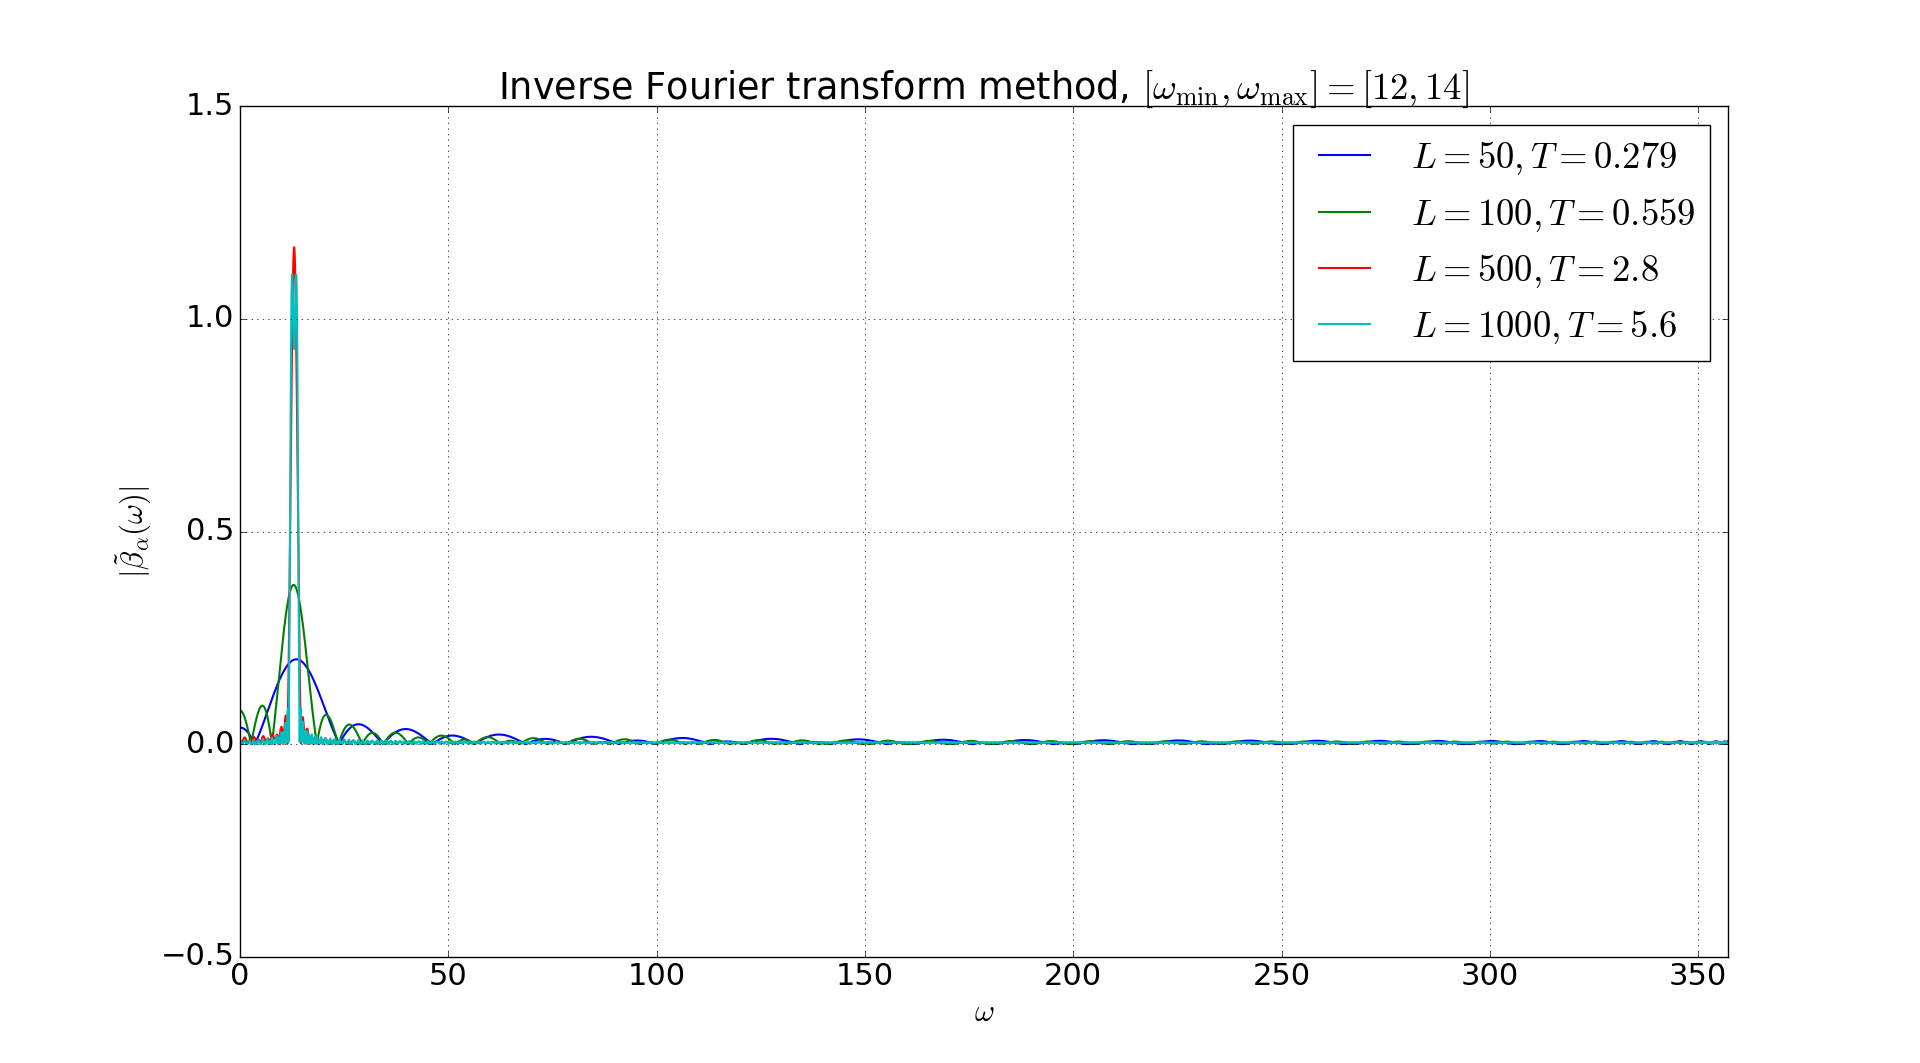 Inverse Fourier transform method, [ω_min, ω_max] = [12, 14]
1.5
1.0
0.5
0.0
−0.5
|β̃_α(ω)|
L = 50, T = 0.279
L = 100, T = 0.559
L = 500, T = 2.8
L = 1000, T = 5.6
0 50 100 150 200 250 300 350
ω